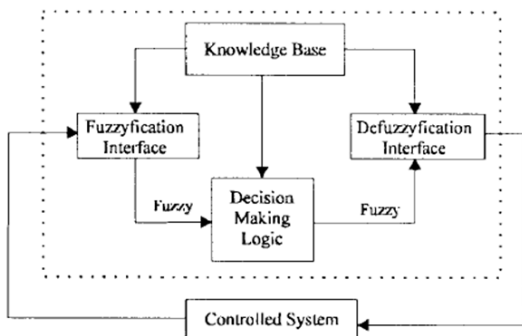 Knowledge Base
Fuzzyfication
Interface
Defuzzyfication
Interface
Fuzzy
Decision
Making
Logic
Fuzzy
Controlled System